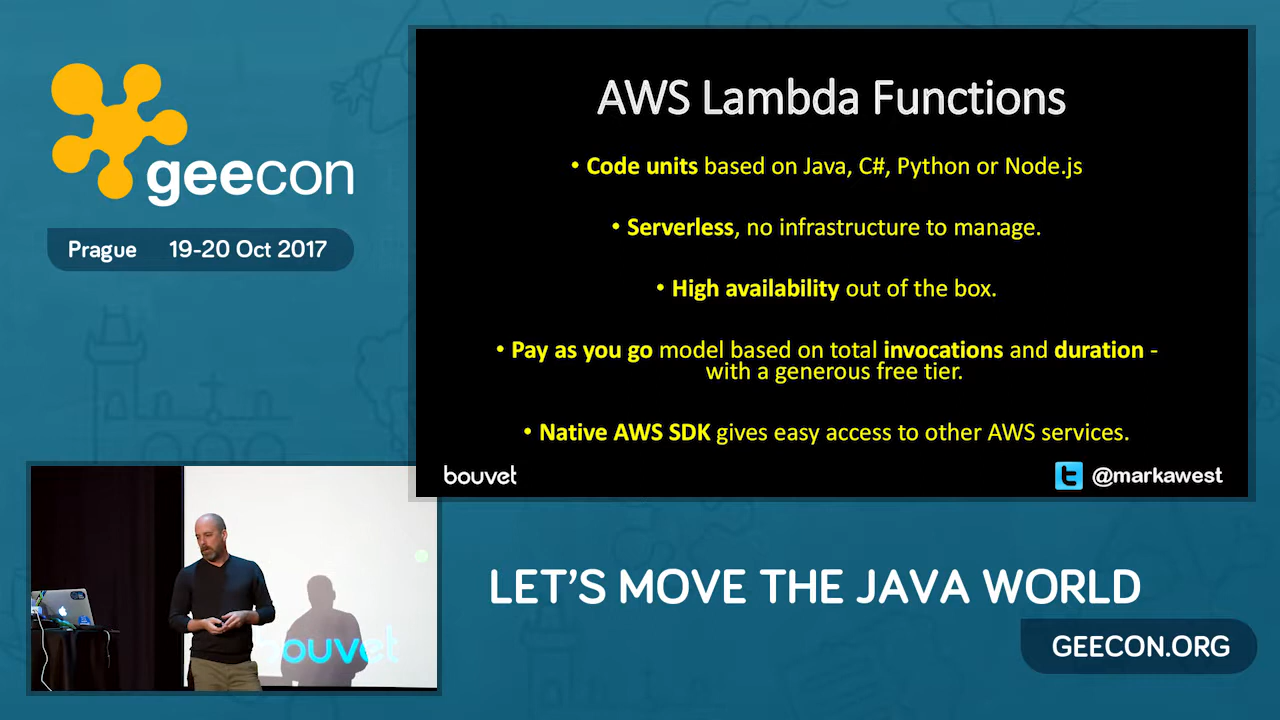 geecon
Prague 19-20 Oct 2017
AWS Lambda Functions
• Code units based on Java, C#, Python or Node.js
• Serverless, no infrastructure to manage.
• High availability out of the box.
• Pay as you go model based on total invocations and duration -
with a generous free tier.
• Native AWS SDK gives easy access to other AWS services.
bouvet
@markawest
bouvet
LET'S MOVE THE JAVA WORLD
GEECON.ORG